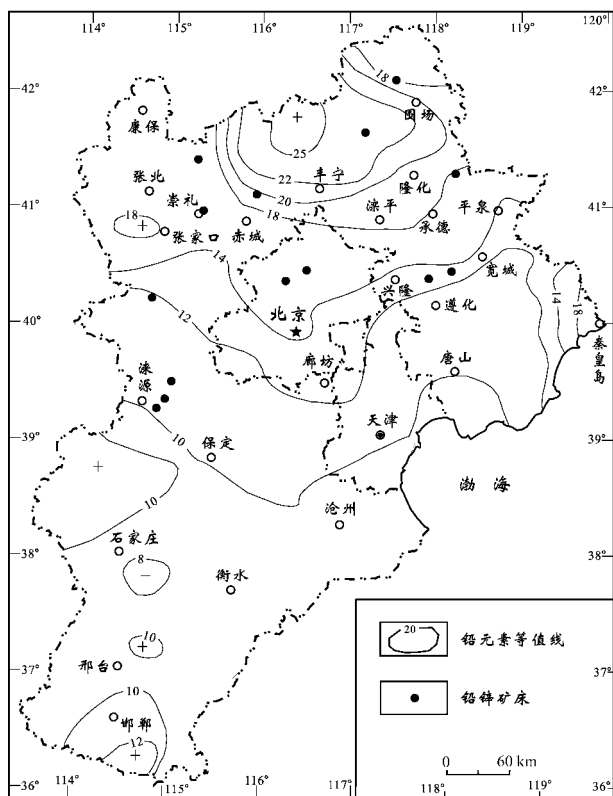 114°
115°
116°
117°
118°
119°
120°
42°
42°
18
围场
康保
25
张北
丰宁
22
20
隆化
41°
崇礼
18
滦平
承德
平泉
41°
18
张家口
赤城
14
宽城
兴隆
12
北京
遵化
14
18
40°
40°
秦皇岛
廊坊
唐山
涞源
天津
10
保定
39°
39°
渤海
10
沧州
石家庄
38°
38°
8
衡水
10
20
铅元素等值线
邢台
37°
37°
10
铅锌矿床
邯郸
12
0 60 km
36°
36°
114°
115°
116°
117°
118°
119°